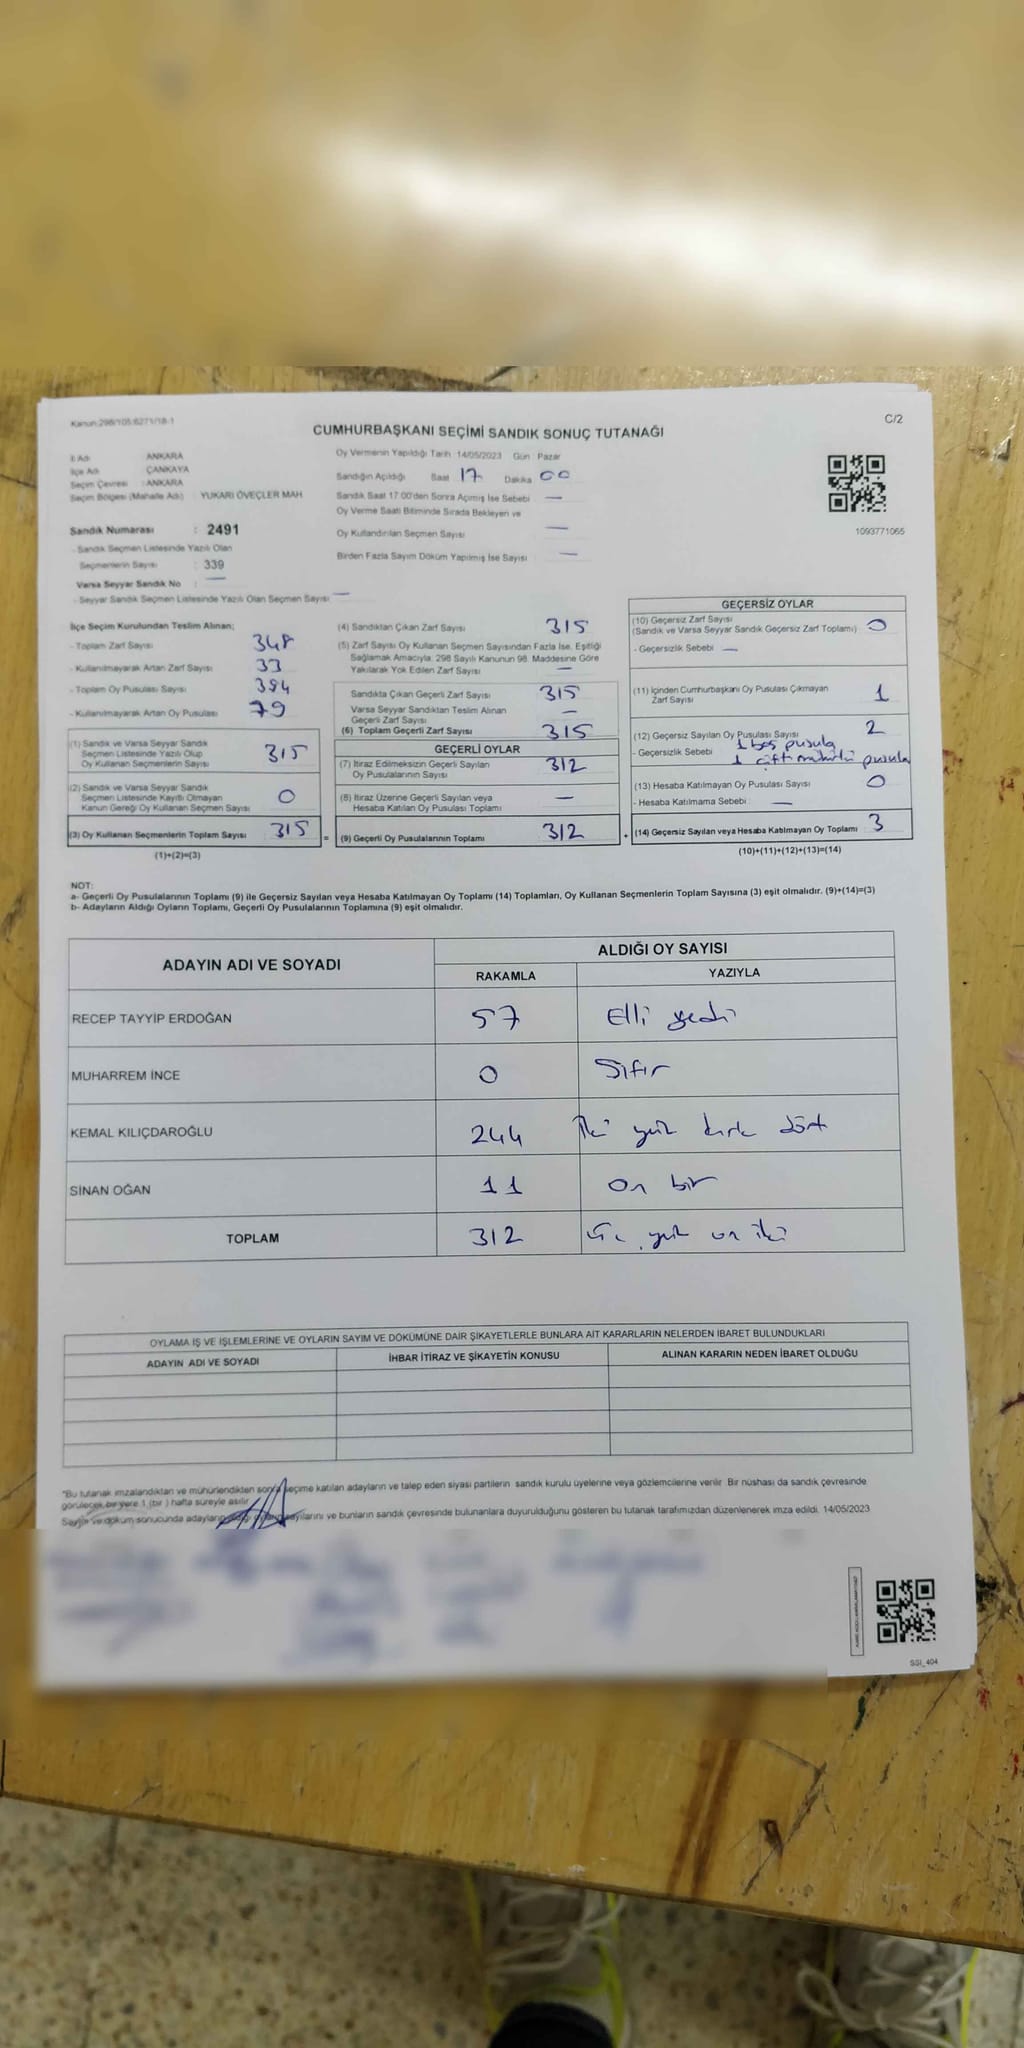 Kanun:298/105:6271/18-1
C/2
CUMHURBAŞKANI SEÇİMİ SANDIK SONUÇ TUTANAĞI
İl Adı ANKARA
İlçe Adı ÇANKAYA
Seçim Çevresi : ANKARA
Seçim Bölgesi (Mahalle Adı) YUKARI ÖVEÇLER MAH
Sandık Numarası : 2491
- Sandık Seçmen Listesinde Yazılı Olan
Seçmenlerin Sayısı : 339
Varsa Seyyar Sandık No : —
- Seyyar Sandık Seçmen Listesinde Yazılı Olan Seçmen Sayısı —
Oy Vermenin Yapıldığı Tarih 14/05/2023 Gün : Pazar
Sandığın Açıldığı Saat 17 Dakika 00
Sandık Saat 17:00'den Sonra Açımış İse Sebebi —
Oy Verme Saati Bitiminde Sırada Bekleyen ve
Oy Kullandırılan Seçmen Sayısı —
Birden Fazla Sayım Döküm Yapılmış İse Sayısı —
1093771065
İlçe Seçim Kurulundan Teslim Alınan;
- Toplam Zarf Sayısı 348
- Kullanılmayarak Artan Zarf Sayısı 33
- Toplam Oy Pusulası Sayısı 394
- Kullanılmayarak Artan Oy Pusulası 79
(1) Sandık ve Varsa Seyyar Sandık
Seçmen Listesinde Yazılı Olup
Oy Kullanan Seçmenlerin Sayısı 315
(2) Sandık ve Varsa Seyyar Sandık
Seçmen Listesinde Kayıtlı Olmayan
Kanun Gereği Oy Kullanan Seçmen Sayısı 0
(3) Oy Kullanan Seçmenlerin Toplam Sayısı 315 =
(1)+(2)=(3)
(4) Sandıktan Çıkan Zarf Sayısı 315
(5) Zarf Sayısı Oy Kullanan Seçmen Sayısından Fazla İse, Eşitliği
Sağlamak Amacıyla, 298 Sayılı Kanunun 98. Maddesine Göre
Yakılarak Yok Edilen Zarf Sayısı —
Sandıkta Çıkan Geçerli Zarf Sayısı 315
Varsa Seyyar Sandıktan Teslim Alınan
Geçerli Zarf Sayısı —
(6) Toplam Geçerli Zarf Sayısı 315
GEÇERLİ OYLAR
(7) İtiraz Edilmeksizin Geçerli Sayılan
Oy Pusulalarının Sayısı 312
(8) İtiraz Üzerine Geçerli Sayılan veya
Hesaba Katılan Oy Pusulası Toplamı —
(9) Geçerli Oy Pusulalarının Toplamı 312 +
GEÇERSİZ OYLAR
(10) Geçersiz Zarf Sayısı
(Sandık ve Varsa Seyyar Sandık Geçersiz Zarf Toplamı) 0
- Geçersizlik Sebebi —
(11) İçinden Cumhurbaşkanı Oy Pusulası Çıkmayan
Zarf Sayısı 1
(12) Geçersiz Sayılan Oy Pusulası Sayısı 2
- Geçersizlik Sebebi 1 boş pusula
1 çift mühürlü pusula
(13) Hesaba Katılmayan Oy Pusulası Sayısı 0
- Hesaba Katılmama Sebebi : —
(14) Geçersiz Sayılan veya Hesaba Katılmayan Oy Toplamı 3
(10)+(11)+(12)+(13)=(14)
NOT:
a- Geçerli Oy Pusulalarının Toplamı (9) ile Geçersiz Sayılan veya Hesaba Katılmayan Oy Toplamı (14) Toplamları, Oy Kullanan Seçmenlerin Toplam Sayısına (3) eşit olmalıdır. (9)+(14)=(3)
b- Adayların Aldığı Oyların Toplamı, Geçerli Oy Pusulalarının Toplamına (9) eşit olmalıdır.
ADAYIN ADI VE SOYADI ALDIĞI OY SAYISI
RAKAMLA YAZIYLA
RECEP TAYYİP ERDOĞAN 57 Elli yedi
MUHARREM İNCE 0 Sıfır
KEMAL KILIÇDAROĞLU 244 İki yüz kırk dört
SİNAN OĞAN 11 On bir
TOPLAM 312 Üç yüz on iki
OYLAMA İŞ VE İŞLEMLERİNE VE OYLARIN SAYIM VE DÖKÜMÜNE DAİR ŞİKAYETLERLE BUNLARA AİT KARARLARIN NELERDEN İBARET BULUNDUKLARI
ADAYIN ADI VE SOYADI İHBAR İTİRAZ VE ŞİKAYETİN KONUSU ALINAN KARARIN NEDEN İBARET OLDUĞU
"Bu tutanak imzalandıktan ve mühürlendikten sonra seçime katılan adayların ve talep eden siyasi partilerin sandık kurulu üyelerine veya gözlemcilerine verilir. Bir nüshası da sandık çevresinde
görülecek bir yere 1 (bir ) hafta süreyle asılır
Sayım ve döküm sonucunda adayların aldığı oyların sayılarını ve bunların sandık çevresinde bulunanlara duyurulduğunu gösteren bu tutanak tarafımızdan düzenlenerek imza edildi. 14/05/2023
SSI_404